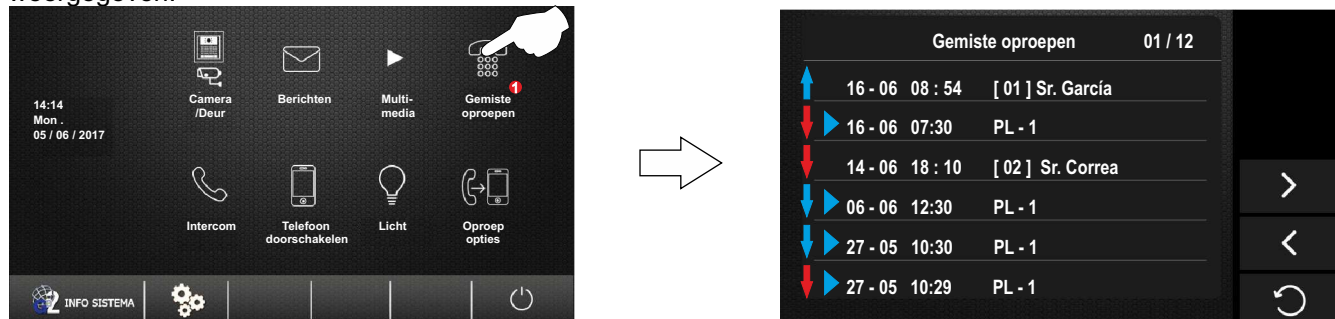 weergegeven.
14:14
Mon .
05 / 06 / 2017
Camera
/Deur
Berichten
Multi-
media
Gemiste
oproepen
1
Intercom
Telefoon
doorschakelen
Licht
Oproep
opties
2 INFO SISTEMA
Gemiste oproepen 01 / 12
16 - 06 08 : 54 [ 01 ] Sr. García
16 - 06 07:30 PL - 1
14 - 06 18 : 10 [ 02 ] Sr. Correa
06 - 06 12:30 PL - 1
27 - 05 10:30 PL - 1
27 - 05 10:29 PL - 1